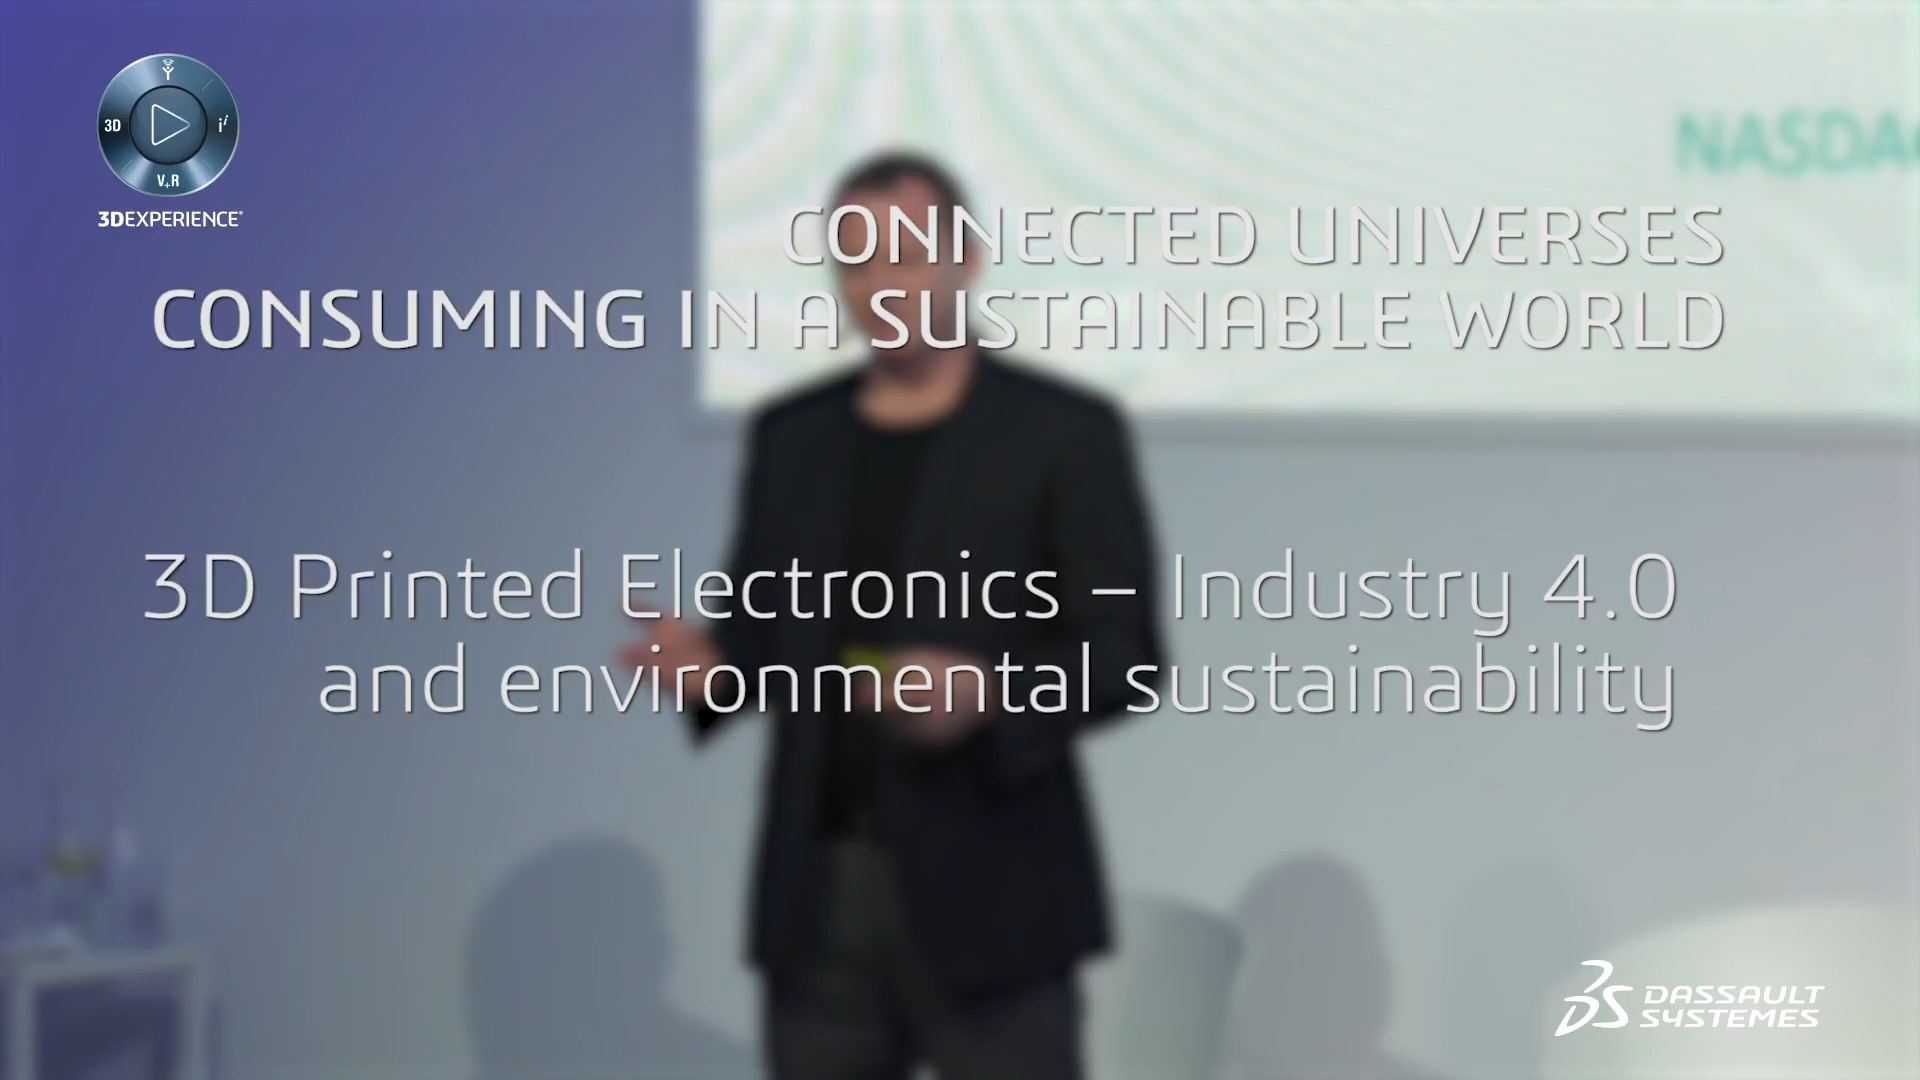 3D
i
V+R
3DEXPERIENCE®
NASDA
CONNECTED UNIVERSES
CONSUMING IN A SUSTAINABLE WORLD
3D Printed Electronics – Industry 4.0
and environmental sustainability
DASSAULT
SYSTEMES